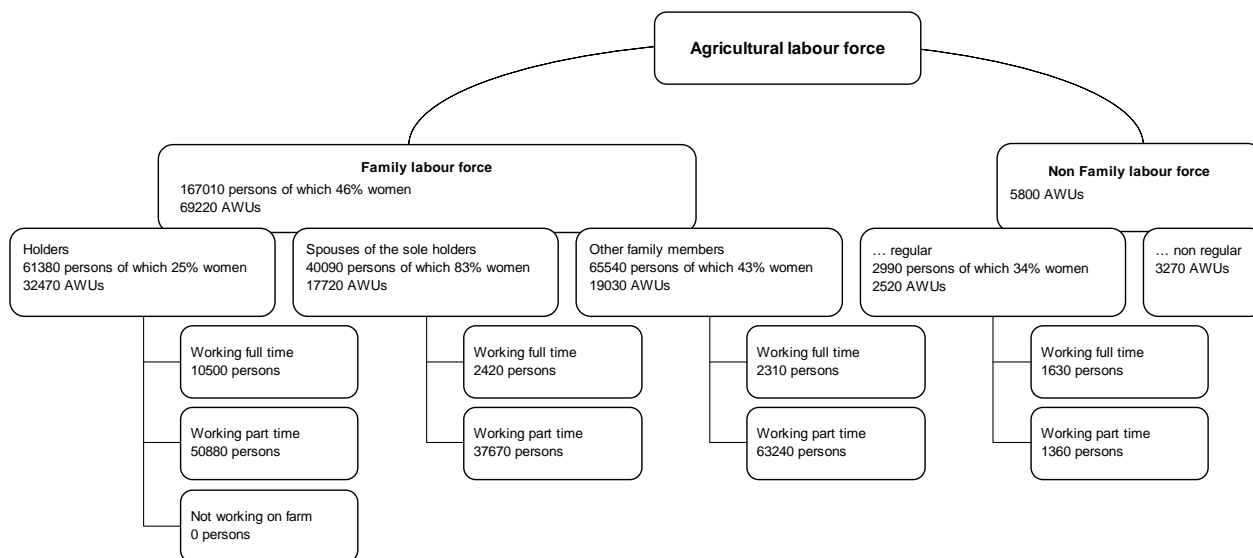 Agricultural labour force
Family labour force
167010 persons of which 46% women
69220 AWUs
Non Family labour force
5800 AWUs
Holders
61380 persons of which 25% women
32470 AWUs
Spouses of the sole holders
40090 persons of which 83% women
17720 AWUs
Other family members
65540 persons of which 43% women
19030 AWUs
... regular
2990 persons of which 34% women
2520 AWUs
... non regular
3270 AWUs
Working full time
10500 persons
Working full time
2420 persons
Working full time
2310 persons
Working full time
1630 persons
Working part time
50880 persons
Working part time
37670 persons
Working part time
63240 persons
Working part time
1360 persons
Not working on farm
0 persons